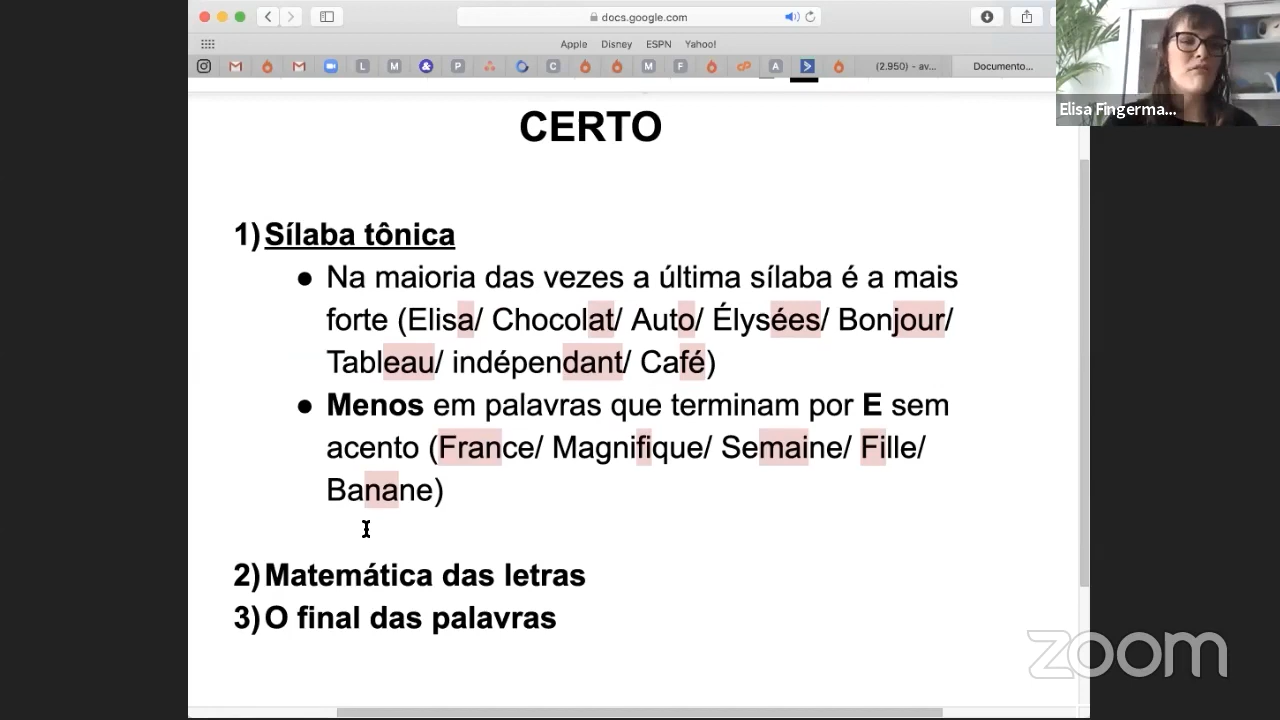 docs.google.com
Apple Disney ESPN Yahoo!
L M & P C M F A (2.950) - av... Documento...
Elisa Fingerma...
CERTO
1) Sílaba tônica
● Na maioria das vezes a última sílaba é a mais
forte (Elisa/ Chocolat/ Auto/ Élysées/ Bonjour/
Tableau/ indépendant/ Café)
● Menos em palavras que terminam por E sem
acento (France/ Magnifique/ Semaine/ Fille/
Banane)
2) Matemática das letras
3) O final das palavras
zoom